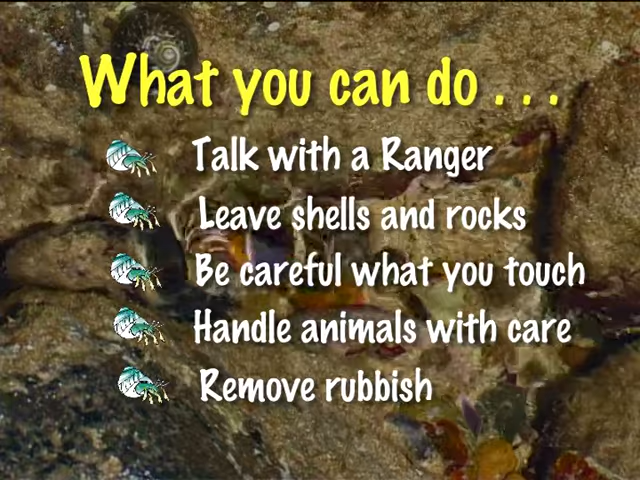 What you can do . . .
Talk with a Ranger
Leave shells and rocks
Be careful what you touch
Handle animals with care
Remove rubbish